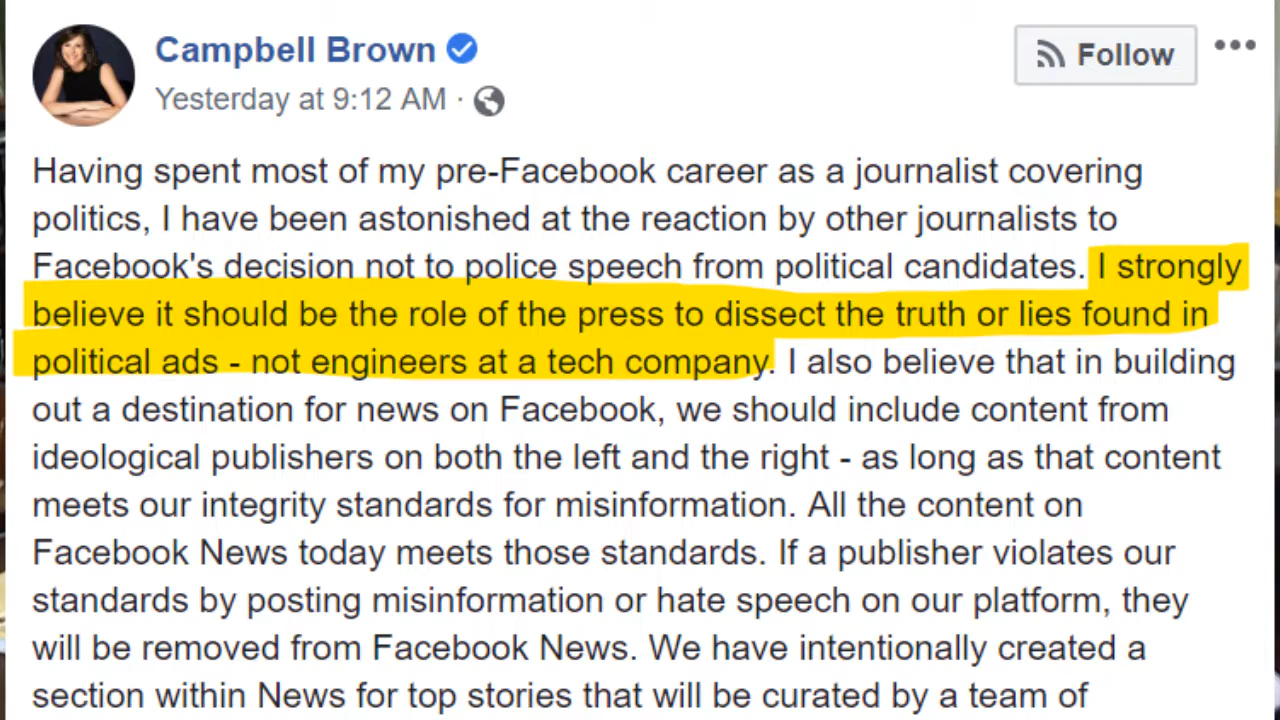 Campbell Brown
Follow
Yesterday at 9:12 AM ·
Having spent most of my pre-Facebook career as a journalist covering
politics, I have been astonished at the reaction by other journalists to
Facebook's decision not to police speech from political candidates. I strongly
believe it should be the role of the press to dissect the truth or lies found in
political ads - not engineers at a tech company. I also believe that in building
out a destination for news on Facebook, we should include content from
ideological publishers on both the left and the right - as long as that content
meets our integrity standards for misinformation. All the content on
Facebook News today meets those standards. If a publisher violates our
standards by posting misinformation or hate speech on our platform, they
will be removed from Facebook News. We have intentionally created a
section within News for top stories that will be curated by a team of